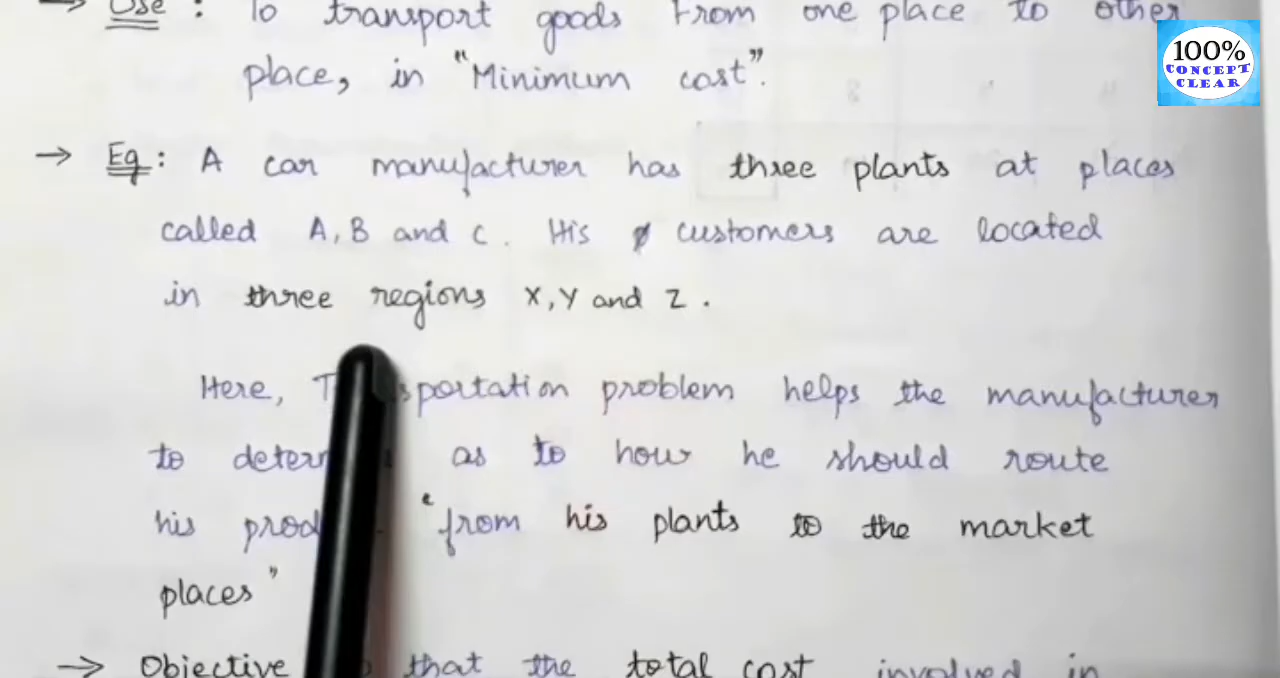 → Use : To transport goods from one place to other
place, in "Minimum cost".
100%
CONCEPT
CLEAR
→ Eg: A car manufacturer has three plants at places
called A, B and C. His customers are located
in three regions X, Y and Z.
Here, problem helps the manufacturer
to as to how he should route
his "from his plants to the market
places"
→ Objective that the total cost involved in